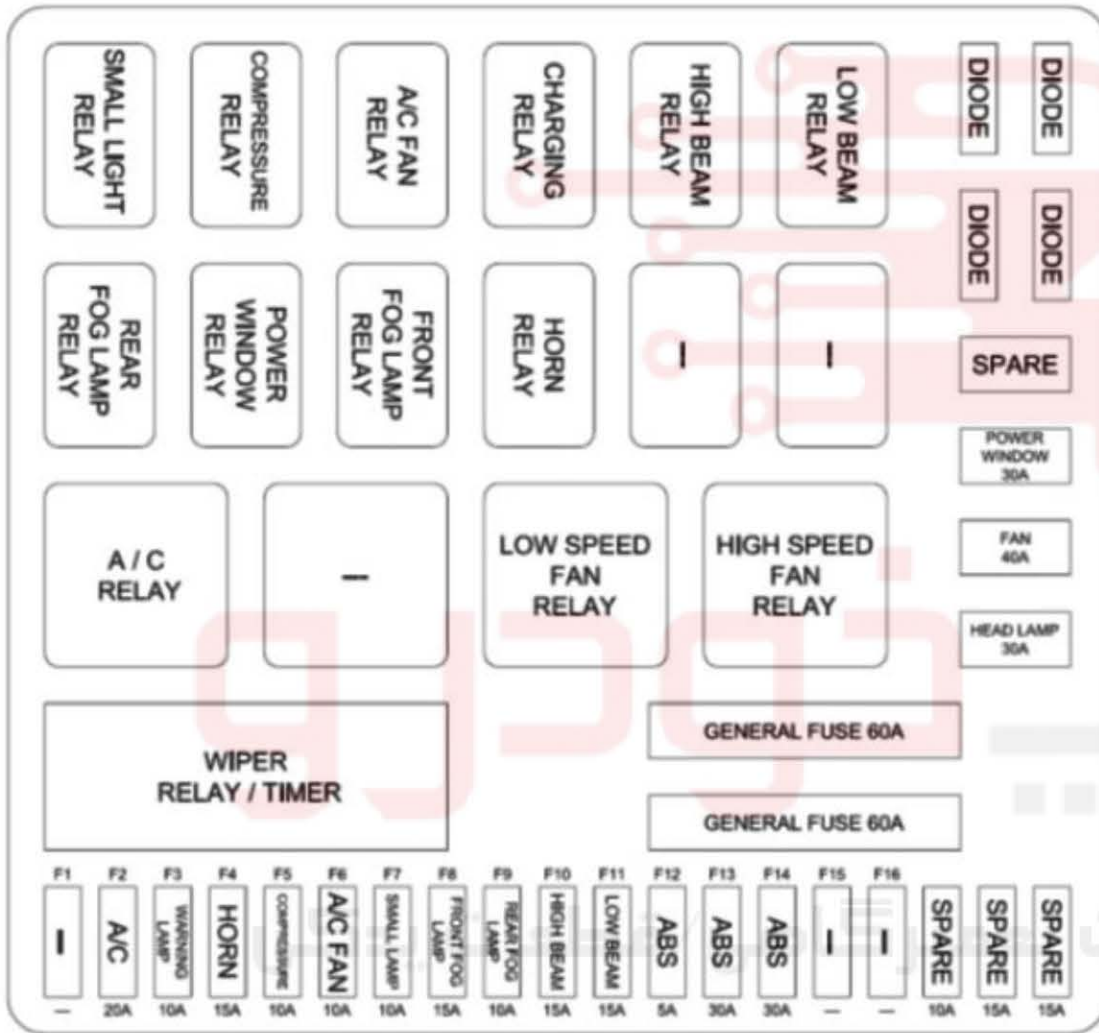 SMALL LIGHT
RELAY
COMPRESSURE
RELAY
A/C FAN
RELAY
CHARGING
RELAY
HIGH BEAM
RELAY
LOW BEAM
RELAY
DIODE
DIODE
DIODE
DIODE
REAR
FOG LAMP
RELAY
POWER
WINDOW
RELAY
FRONT
FOG LAMP
RELAY
HORN
RELAY
–
–
SPARE
POWER
WINDOW
30A
FAN
40A
HEAD LAMP
30A
A / C
RELAY
---
LOW SPEED
FAN
RELAY
HIGH SPEED
FAN
RELAY
WIPER
RELAY / TIMER
GENERAL FUSE 60A
GENERAL FUSE 60A
F1 F2 F3 F4 F5 F6 F7 F8 F9 F10 F11 F12 F13 F14 F15 F16
–
A/C
WARNING
LAMP
HORN
COMPRESSURE
A/C FAN
SMALL LAMP
FRONT FOG
LAMP
REAR FOG
LAMP
HIGH BEAM
LOW BEAM
ABS
ABS
ABS
–
–
SPARE
SPARE
SPARE
-- 20A 10A 15A 10A 10A 10A 15A 10A 15A 15A 5A 30A 30A -- -- 10A 15A 15A
خودرو